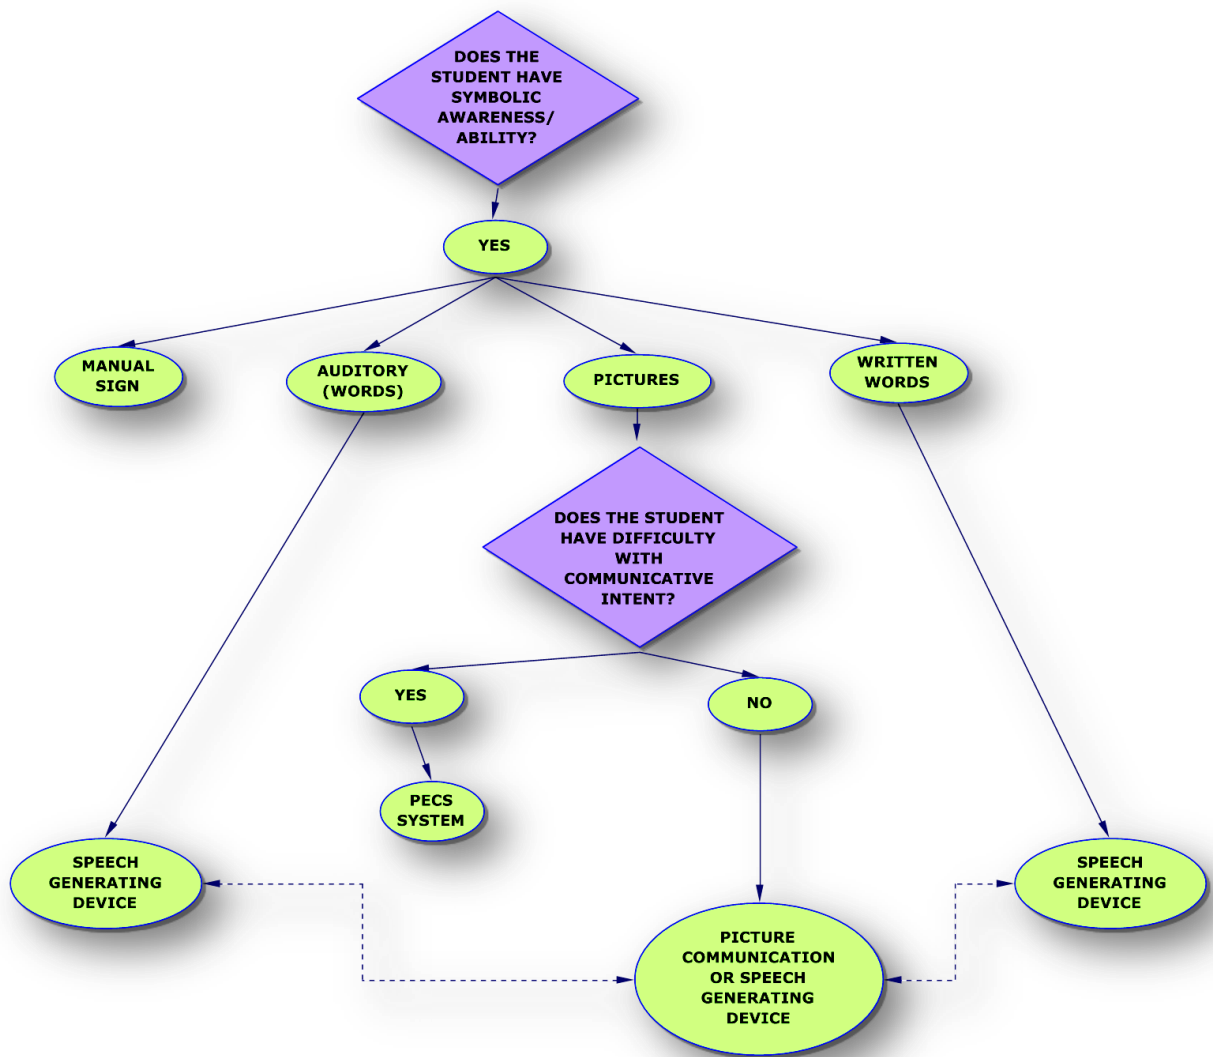 DOES THE
STUDENT HAVE
SYMBOLIC
AWARENESS/
ABILITY?
YES
MANUAL
SIGN
AUDITORY
(WORDS)
PICTURES
WRITTEN
WORDS
DOES THE STUDENT
HAVE DIFFICULTY
WITH
COMMUNICATIVE
INTENT?
YES
NO
PECS
SYSTEM
SPEECH
GENERATING
DEVICE
PICTURE
COMMUNICATION
OR SPEECH
GENERATING
DEVICE
SPEECH
GENERATING
DEVICE